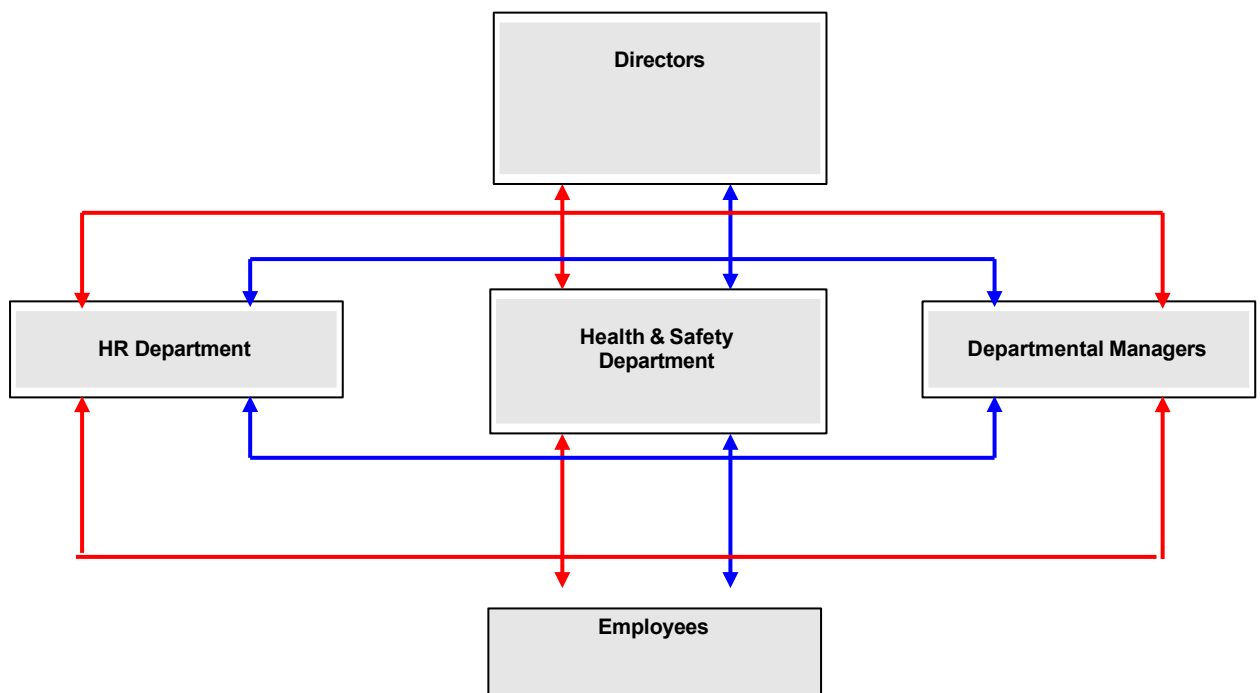 Directors
HR Department
Health & Safety
Department
Departmental Managers
Employees